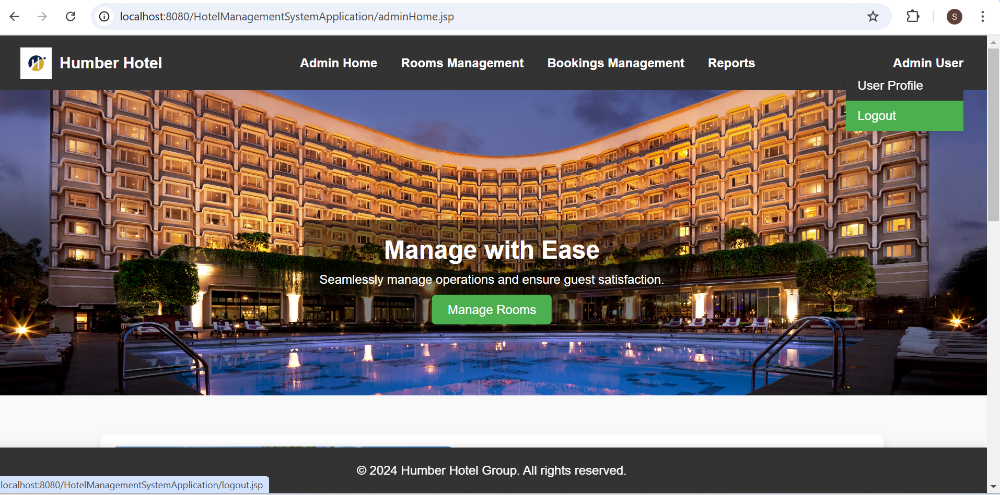 localhost:8080/HotelManagementSystemApplication/adminHome.jsp
S
Humber Hotel
Admin Home
Rooms Management
Bookings Management
Reports
Admin User
User Profile
Logout
Manage with Ease
Seamlessly manage operations and ensure guest satisfaction.
Manage Rooms
© 2024 Humber Hotel Group. All rights reserved.
localhost:8080/HotelManagementSystemApplication/logout.jsp